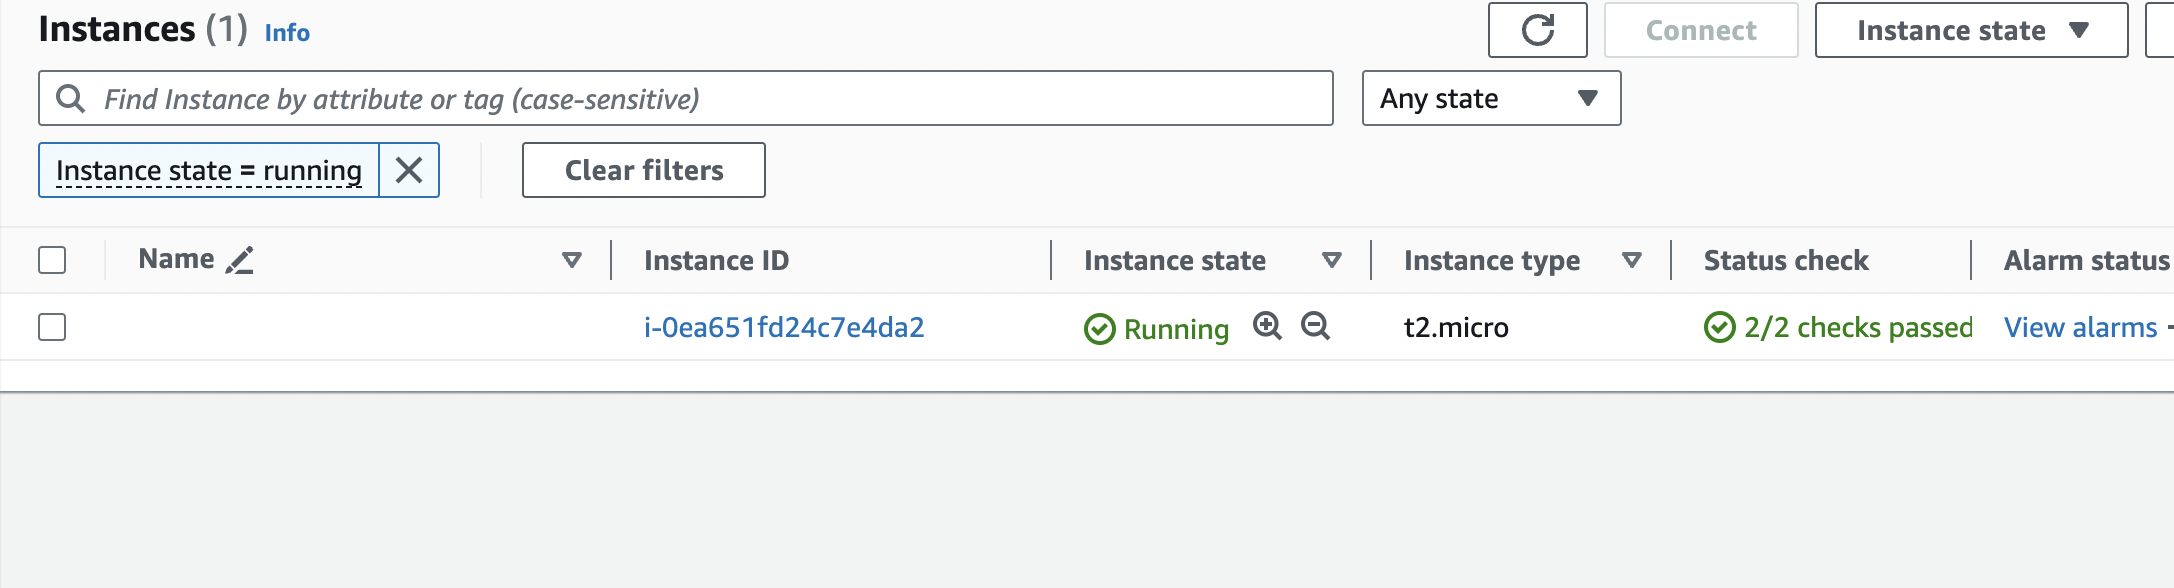 Instances (1) Info
Connect
Instance state
Find Instance by attribute or tag (case-sensitive)
Any state
Instance state = running
Clear filters
Name Instance ID Instance state Instance type Status check Alarm status
i-0ea651fd24c7e4da2 Running t2.micro 2/2 checks passed View alarms